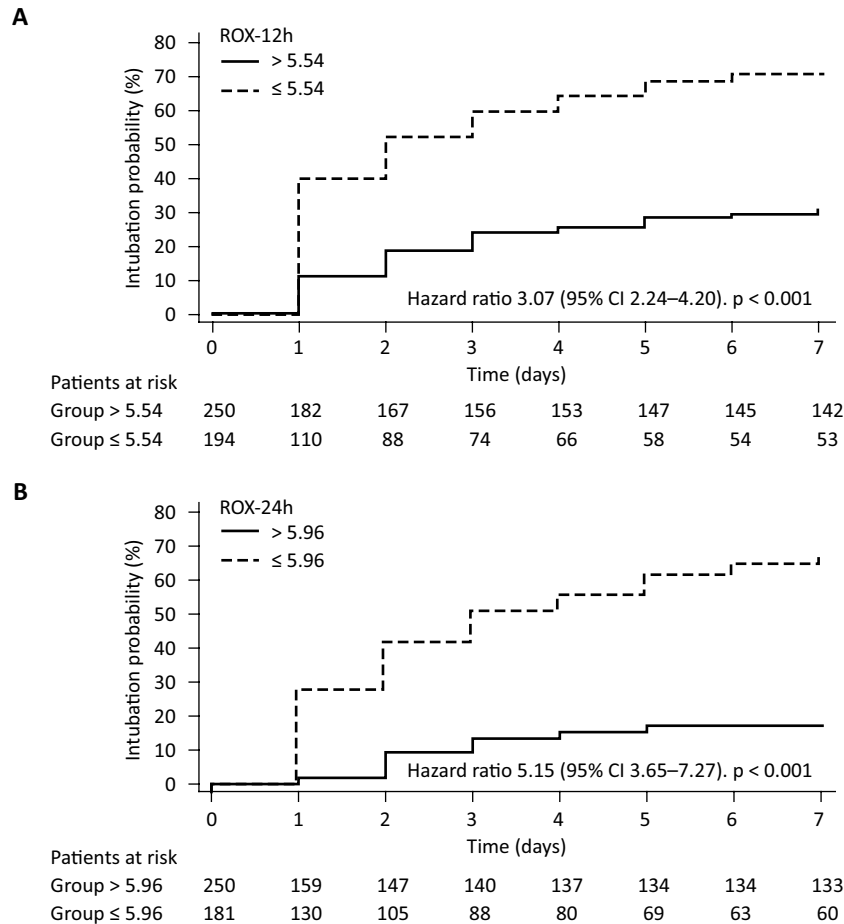 A
ROX-12h
> 5.54
≤ 5.54
Intubation probability (%)
80
70
60
50
40
30
20
10
0
Hazard ratio 3.07 (95% CI 2.24–4.20). p < 0.001
0 1 2 3 4 5 6 7
Time (days)
Patients at risk
Group > 5.54 250 182 167 156 153 147 145 142
Group ≤ 5.54 194 110 88 74 66 58 54 53
B
ROX-24h
> 5.96
≤ 5.96
Intubation probability (%)
80
70
60
50
40
30
20
10
0
Hazard ratio 5.15 (95% CI 3.65–7.27). p < 0.001
0 1 2 3 4 5 6 7
Time (days)
Patients at risk
Group > 5.96 250 159 147 140 137 134 134 133
Group ≤ 5.96 181 130 105 88 80 69 63 60